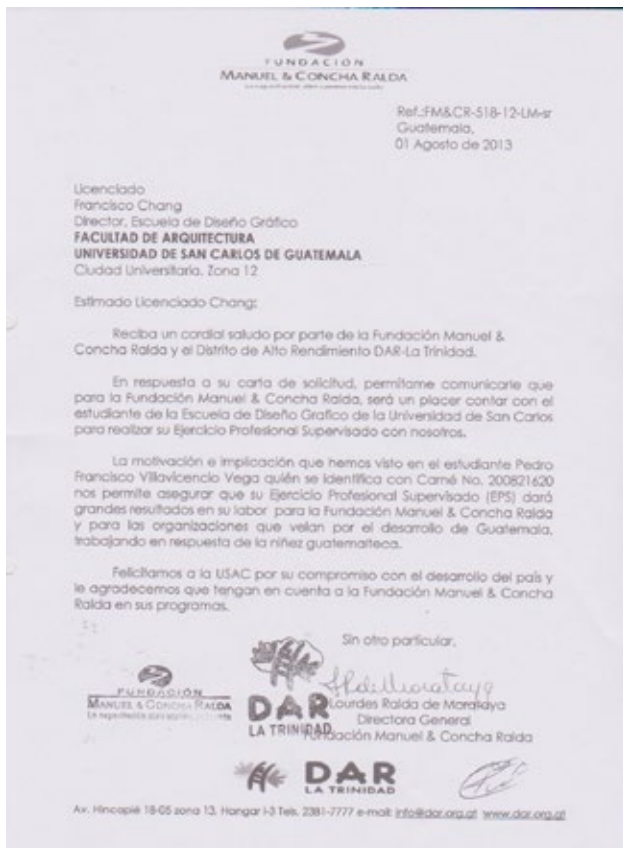 FUNDACIÓN
MANUEL & CONCHA RALDA
Ref.:FM&CR-518-12-LM-sr
Guatemala,
01 Agosto de 2013
Licenciado
Francisco Chang
Director, Escuela de Diseño Gráfico
FACULTAD DE ARQUITECTURA
UNIVERSIDAD DE SAN CARLOS DE GUATEMALA
Ciudad Universitaria, Zona 12
Estimado Licenciado Chang:
Reciba un cordial saludo por parte de la Fundación Manuel &
Concha Ralda y el Distrito de Alto Rendimiento DAR-La Trinidad.
En respuesta a su carta de solicitud, permítame comunicarle que
para la Fundación Manuel & Concha Ralda, será un placer contar con el
estudiante de la Escuela de Diseño Grafico de la Universidad de San Carlos
para realizar su Ejercicio Profesional Supervisado con nosotros.
La motivación e implicación que hemos visto en el estudiante Pedro
Francisco Villavicencio Vega quién se identifica con Carné No. 200821620
nos permite asegurar que su Ejercicio Profesional Supervisado (EPS) dará
grandes resultados en su labor para la Fundación Manuel & Concha Ralda
y para las organizaciones que velan por el desarrollo de Guatemala,
trabajando en respuesta de la niñez guatemalteca.
Felicitamos a la USAC por su compromiso con el desarrollo del país y
le agradecemos que tengan en cuenta a la Fundación Manuel & Concha
Ralda en sus programas.
Sin otro particular,
FUNDACIÓN
MANUEL & CONCHA RALDA
DAR
LA TRINIDAD
Lourdes Ralda de Morataya
Directora General
Fundación Manuel & Concha Ralda
DAR
LA TRINIDAD
Av. Hincapié 18-05 zona 13, Hangar I-3 Tels. 2381-7777 e-mail: info@dar.org.gt www.dar.org.gt